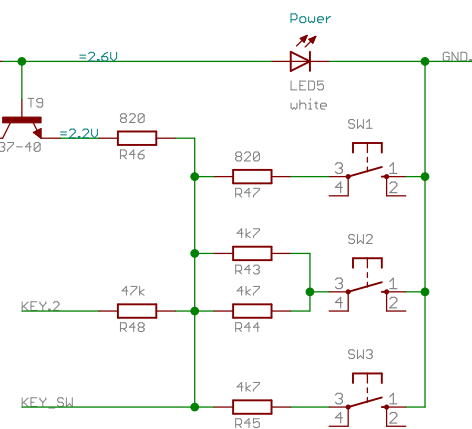 Power
=2.6V
GND
LED5
white
T9
37-40
=2.2V
820
R46
820
R47
SW1
3
1
4
2
4k7
R43
SW2
3
1
4
2
KEY.2
47k
R48
4k7
R44
SW3
KEY_SW
4k7
R45
3
1
4
2